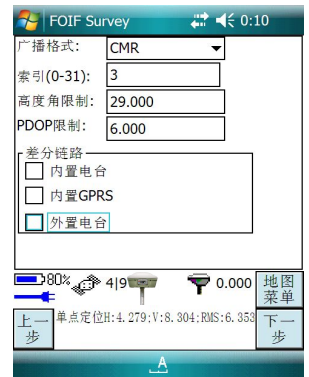 FOIF Survey 0:10
广播格式: CMR
索引(0-31): 3
高度角限制: 29.000
PDOP限制: 6.000
差分链路
内置电台
内置GPRS
外置电台
80% 4|9 0.000 地图菜单
上一步 单点定位H:4.279;V:8.304;RMS:6.353 下一步
A